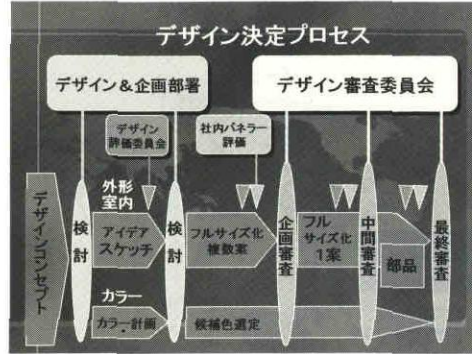 デザイン決定プロセス
デザイン&企画部署
デザイン審査委員会
デザイン
評価委員会
社内パネラー
評価
デザインコンセプト
検討
外形
室内
アイデア
スケッチ
検討
フルサイズ化
複数案
企画審査
フル
サイズ化
1案
中間審査
部品
最終審査
カラー
カラー計画
候補色選定